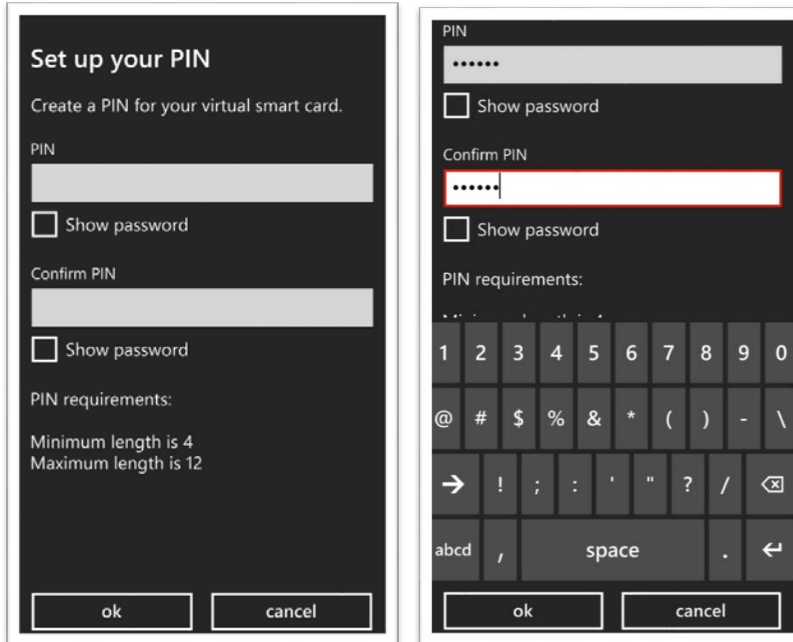 Set up your PIN
Create a PIN for your virtual smart card.
PIN
Show password
Confirm PIN
Show password
PIN requirements:
Minimum length is 4
Maximum length is 12
ok cancel
PIN
••••••
Show password
Confirm PIN
••••••
Show password
PIN requirements:
1 2 3 4 5 6 7 8 9 0
@ # $ % & * ( ) - \
→ ! ; : ' " ? /
abcd , space .
ok cancel